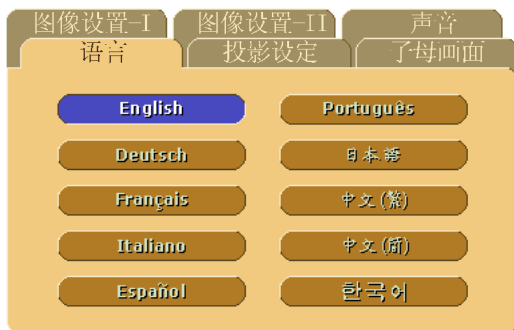 图像设置-I 图像设置-II 声音
语言 投影设定 子母画面
English Português
Deutsch 日本語
Français 中文(繁)
Italiano 中文(简)
Español 한국어